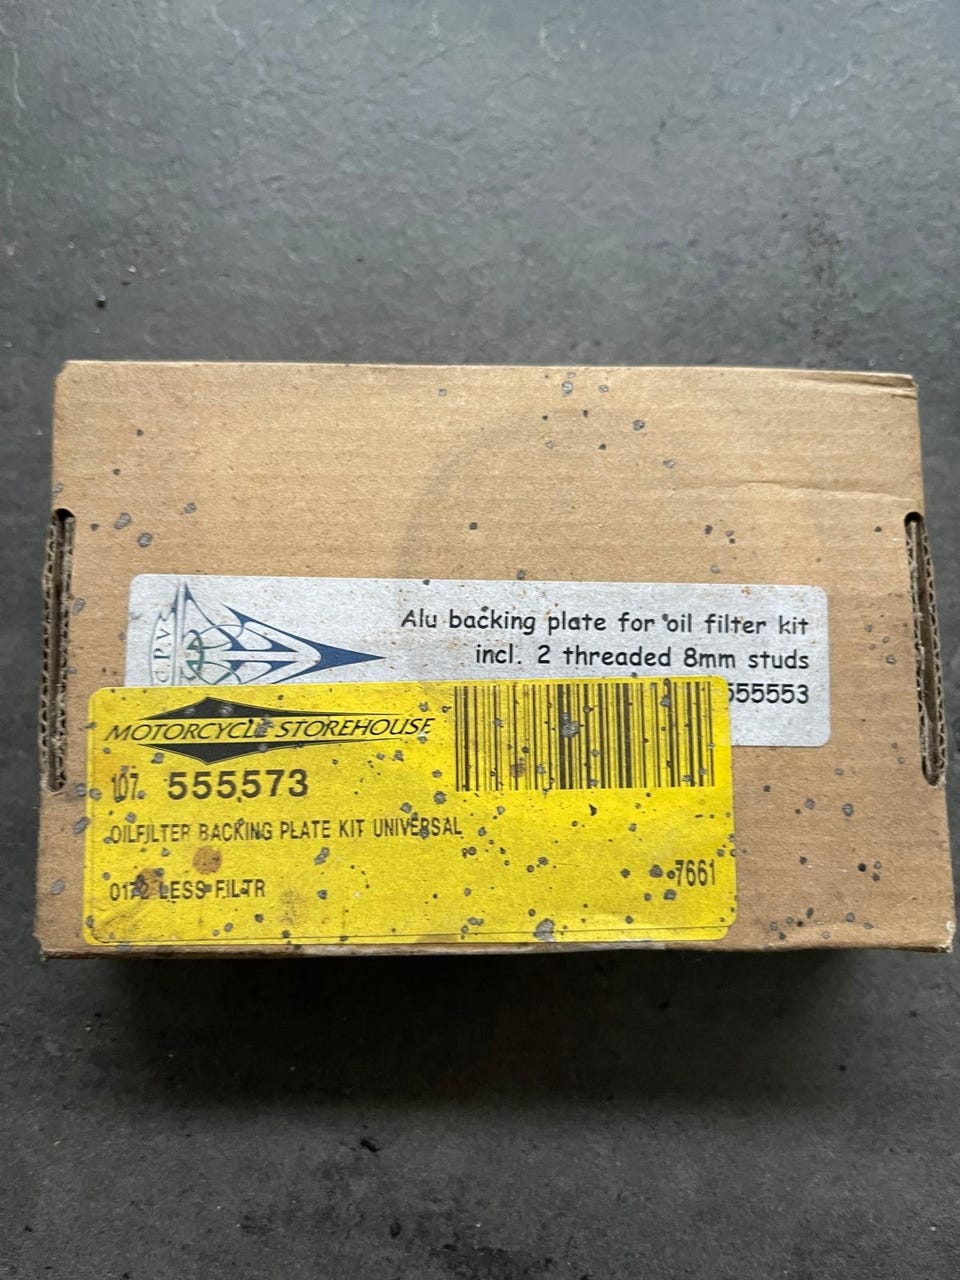 C.P.V.
Alu backing plate for oil filter kit
incl. 2 threaded 8mm studs
555553
MOTORCYCLE STOREHOUSE
107. 555573
OILFILTER BACKING PLATE KIT UNIVERSAL
7661
0172 LESS FILTR